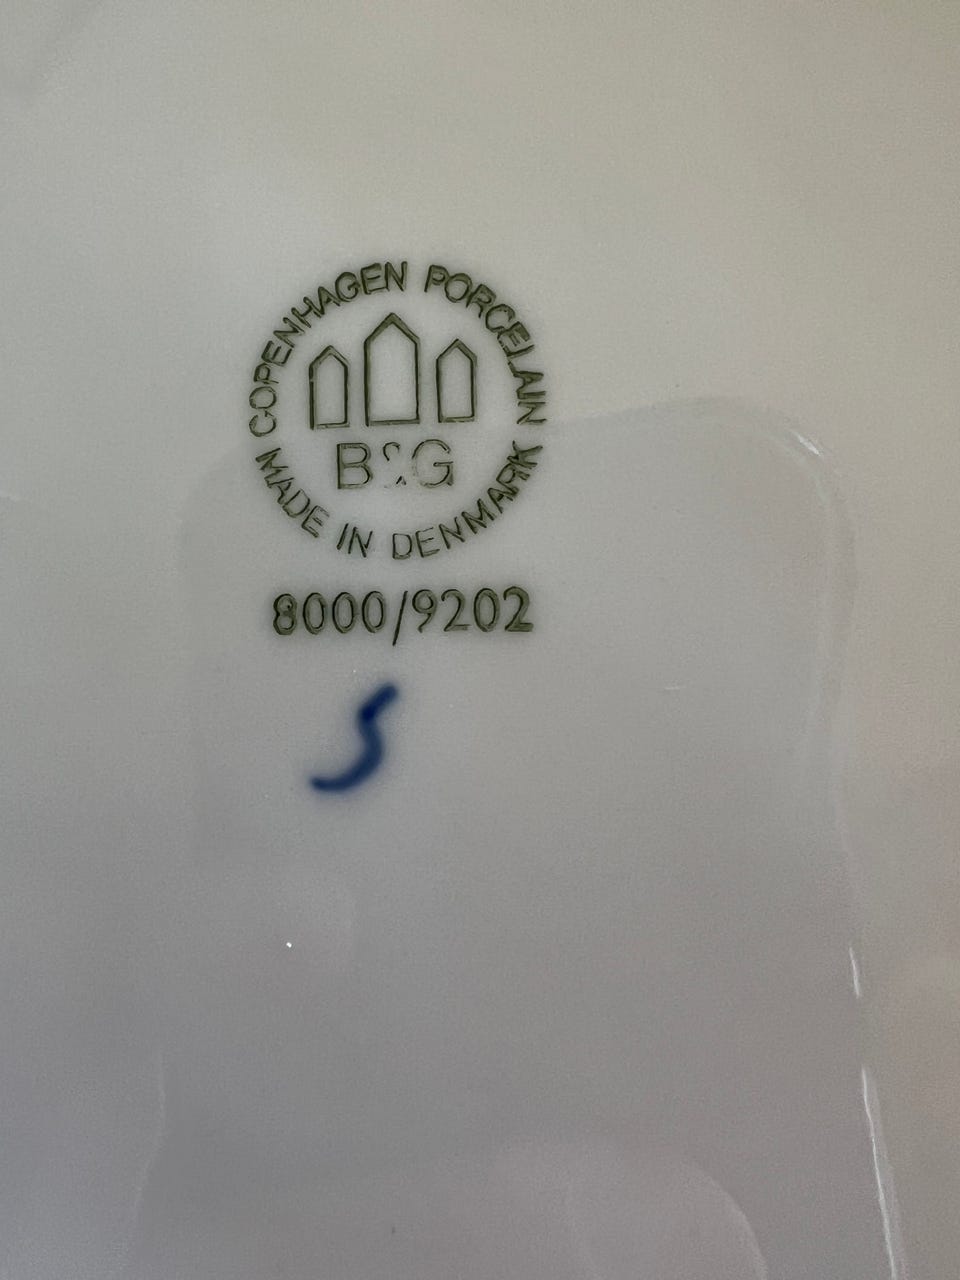 COPENHAGEN PORCELAIN
B&G
MADE IN DENMARK
8000/9202